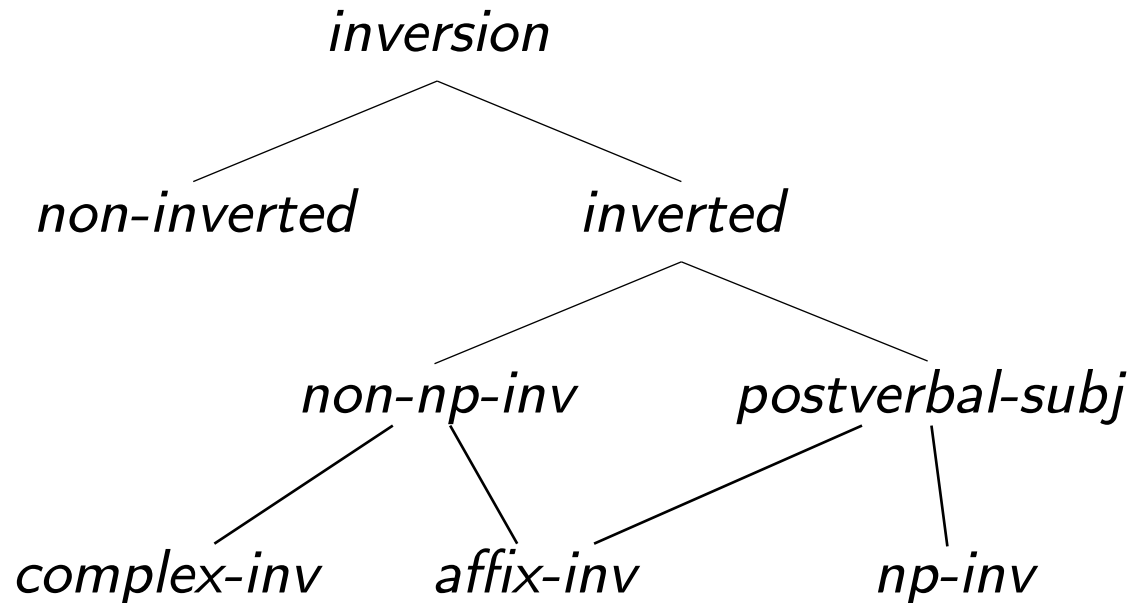 inversion
non-inverted inverted
non-np-inv postverbal-subj
complex-inv affix-inv np-inv